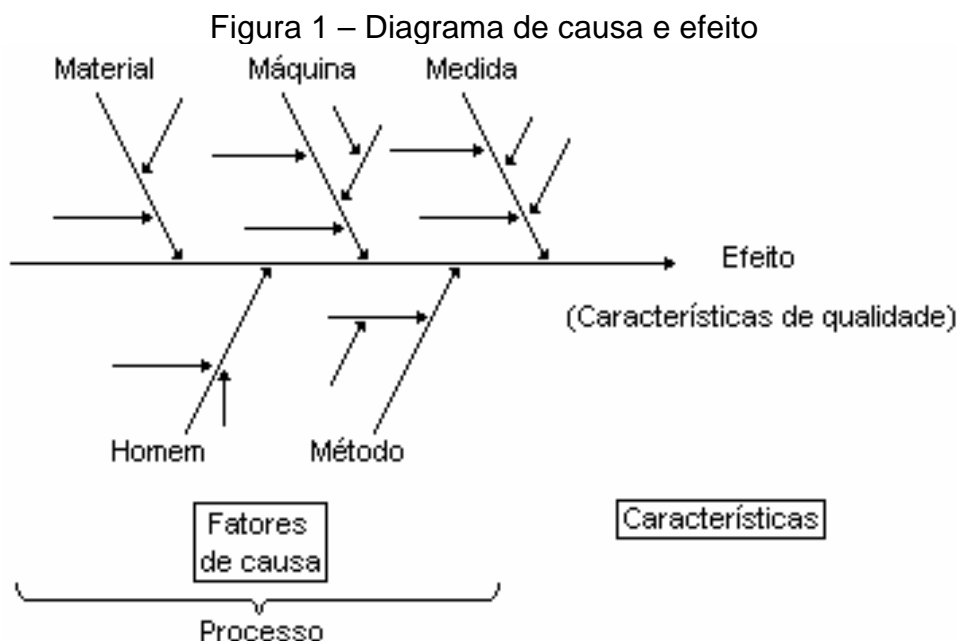 Figura 1 – Diagrama de causa e efeito
Material Máquina Medida
Efeito
(Características de qualidade)
Homem Método
Fatores
de causa
Características
Processo